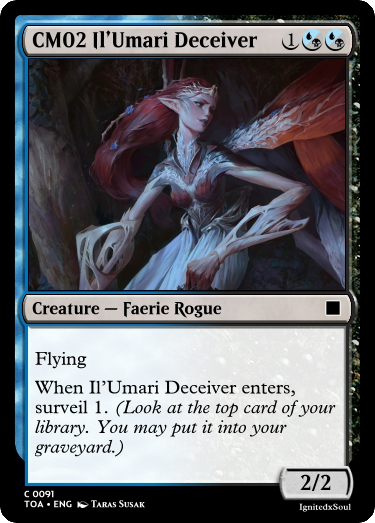 CM02 Il'Umari Deceiver 1
Creature — Faerie Rogue
Flying
When Il'Umari Deceiver enters,
surveil 1. (Look at the top card of your
library. You may put it into your
graveyard.)
2/2
C 0091
TOA • ENG Taras Susak
IgnitedxSoul